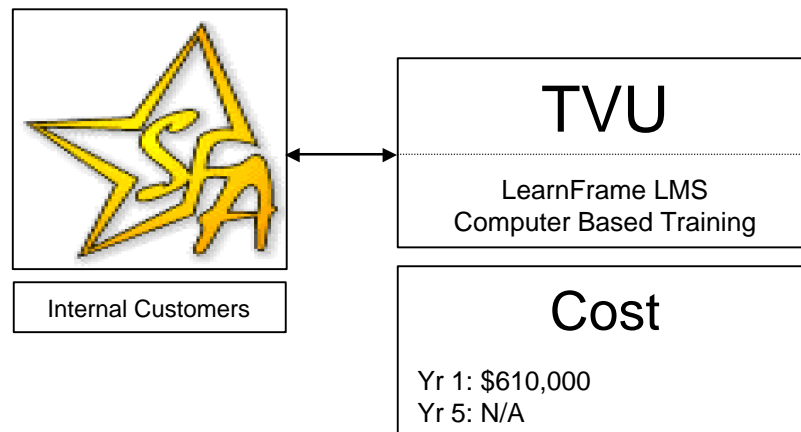 SFA
Internal Customers
TVU
LearnFrame LMS
Computer Based Training
Cost
Yr 1: $610,000
Yr 5: N/A